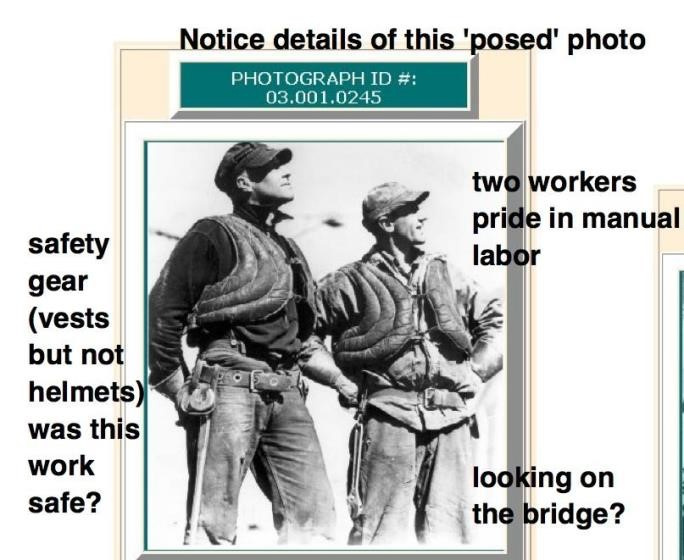 Notice details of this 'posed' photo
PHOTOGRAPH ID #:
03.001.0245
two workers
pride in manual
labor
safety
gear
(vests
but not
helmets)
was this
work
safe?
looking on
the bridge?